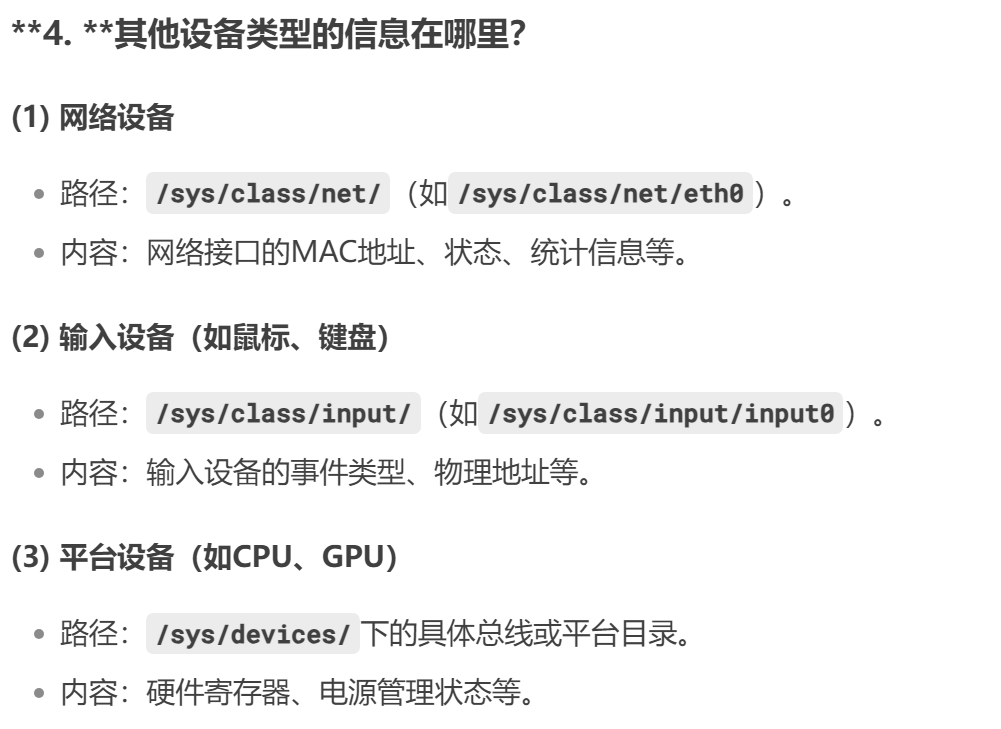 **4. **其他设备类型的信息在哪里？
(1) 网络设备
• 路径：/sys/class/net/（如/sys/class/net/eth0）。
• 内容：网络接口的MAC地址、状态、统计信息等。
(2) 输入设备（如鼠标、键盘）
• 路径：/sys/class/input/（如/sys/class/input/input0）。
• 内容：输入设备的事件类型、物理地址等。
(3) 平台设备（如CPU、GPU）
• 路径：/sys/devices/下的具体总线或平台目录。
• 内容：硬件寄存器、电源管理状态等。